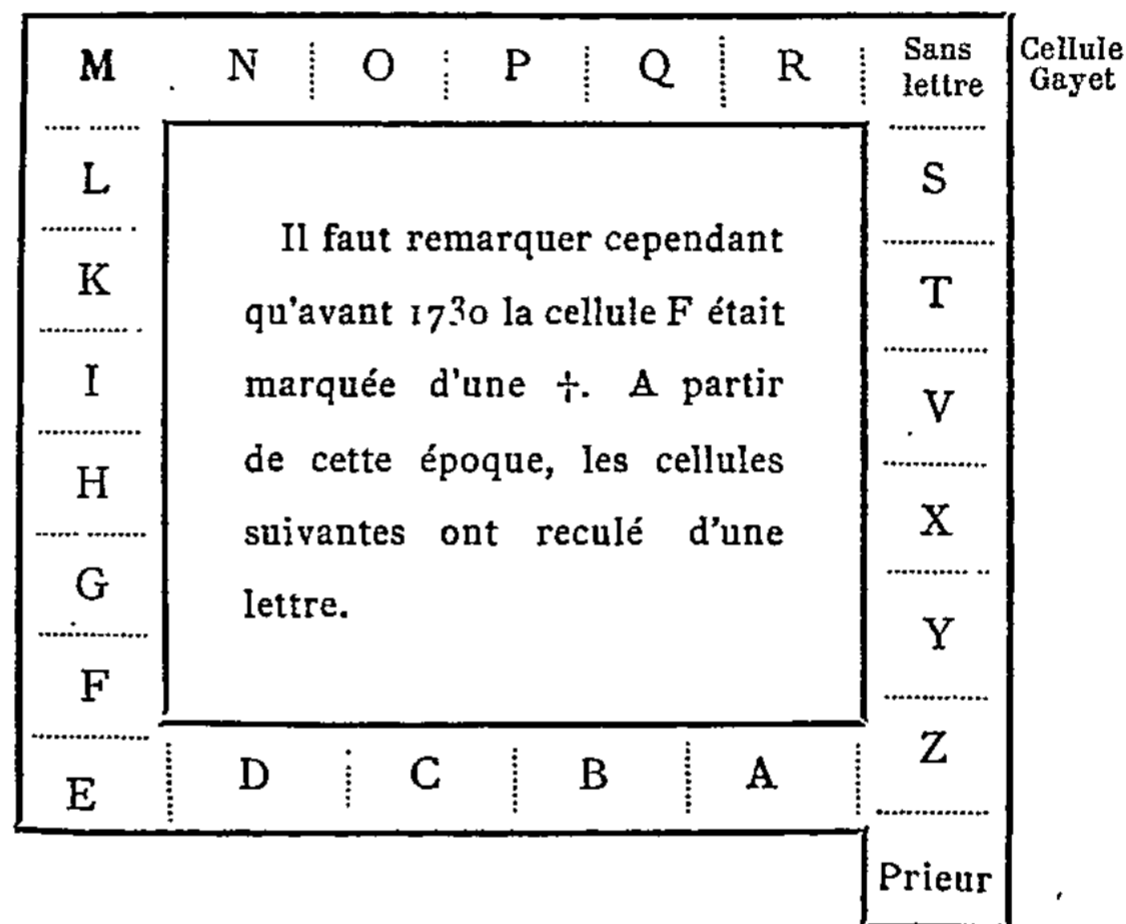 M N O P Q R Sans lettre Cellule Gayet
L S
Il faut remarquer cependant
K T
qu'avant 1730 la cellule F était
I marquée d'une †. A partir V
de cette époque, les cellules
H X
suivantes ont reculé d'une
G lettre. Y
F
D C B A Z
E
Prieur